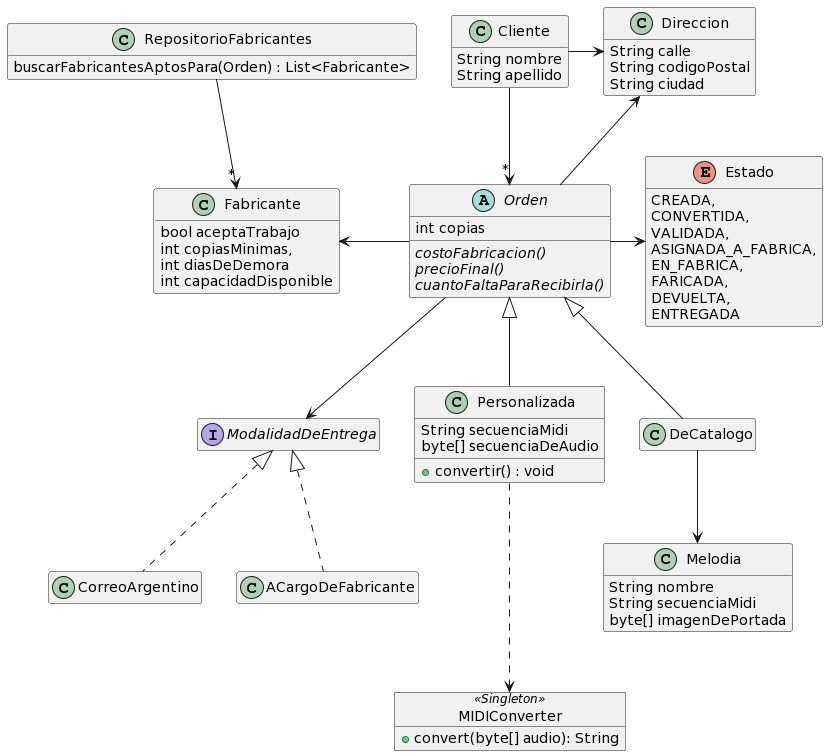 C RepositorioFabricantes
buscarFabricantesAptosPara(Orden) : List<Fabricante>
C Cliente
String nombre
String apellido
C Direccion
String calle
String codigoPostal
String ciudad
*
*
C Fabricante
bool aceptaTrabajo
int copiasMinimas,
int diasDeDemora
int capacidadDisponible
A Orden
int copias
costoFabricacion()
precioFinal()
cuantoFaltaParaRecibirla()
E Estado
CREADA,
CONVERTIDA,
VALIDADA,
ASIGNADA_A_FABRICA,
EN_FABRICA,
FARICADA,
DEVUELTA,
ENTREGADA
I ModalidadDeEntrega
C Personalizada
String secuenciaMidi
byte[] secuenciaDeAudio
convertir() : void
C DeCatalogo
C CorreoArgentino
C ACargoDeFabricante
C Melodia
String nombre
String secuenciaMidi
byte[] imagenDePortada
«Singleton»
MIDIConverter
convert(byte[] audio): String